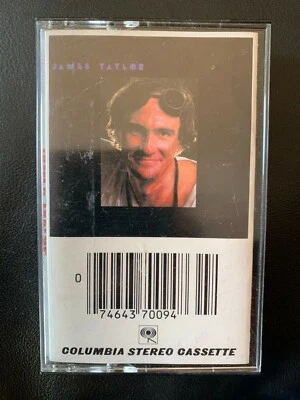 JAMES TAYLOR
0
74643 70094
COLUMBIA STEREO CASSETTE